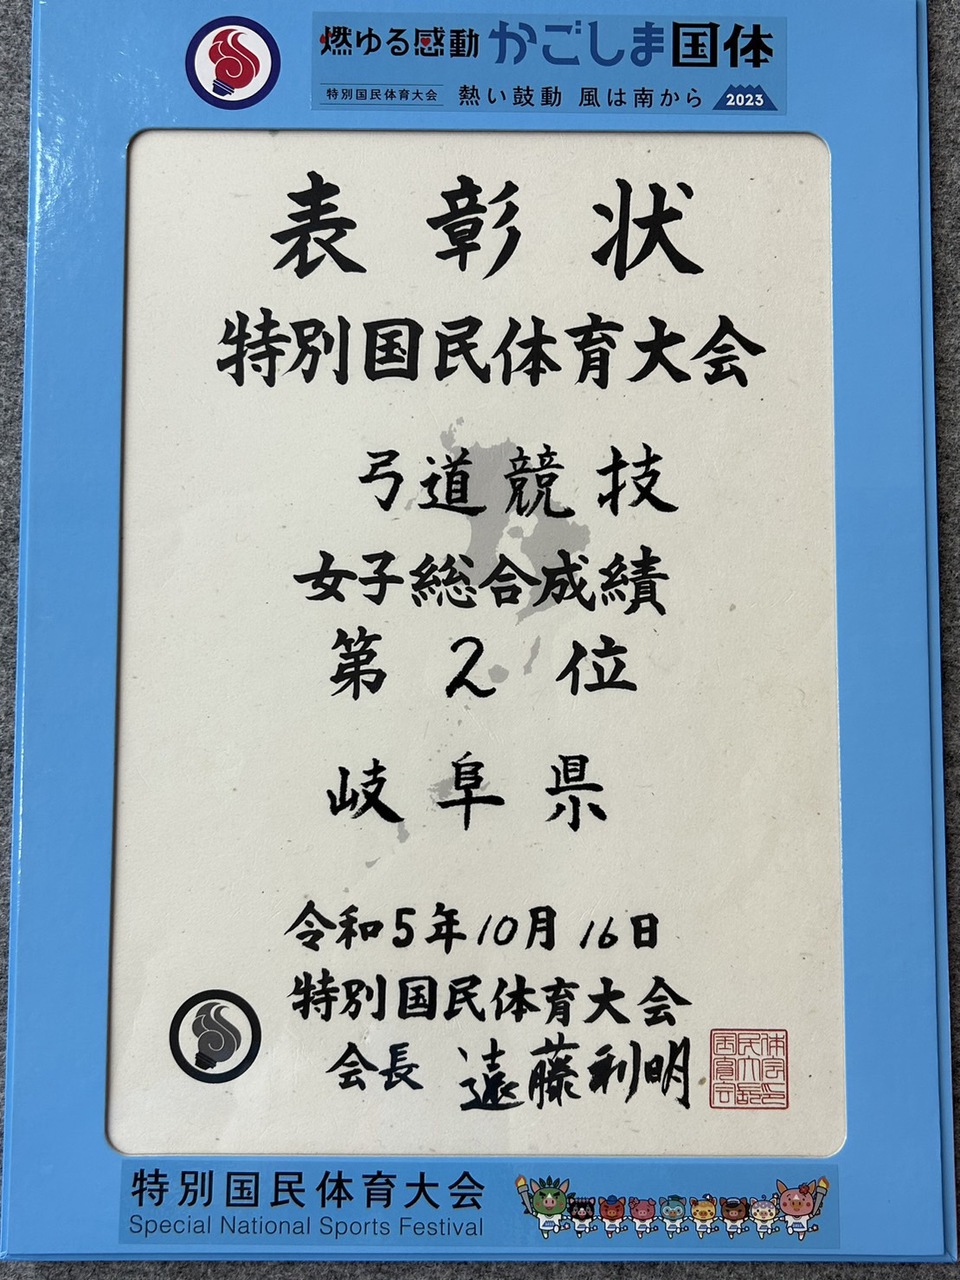 燃ゆる感動 かごしま国体
特別国民体育大会 熱い鼓動 風は南から 2023
表彰状
特別国民体育大会
弓道競技
女子総合成績
第2位
岐阜県
令和5年10月16日
特別国民体育大会
会長 遠藤利明
特別国民体育大会
Special National Sports Festival